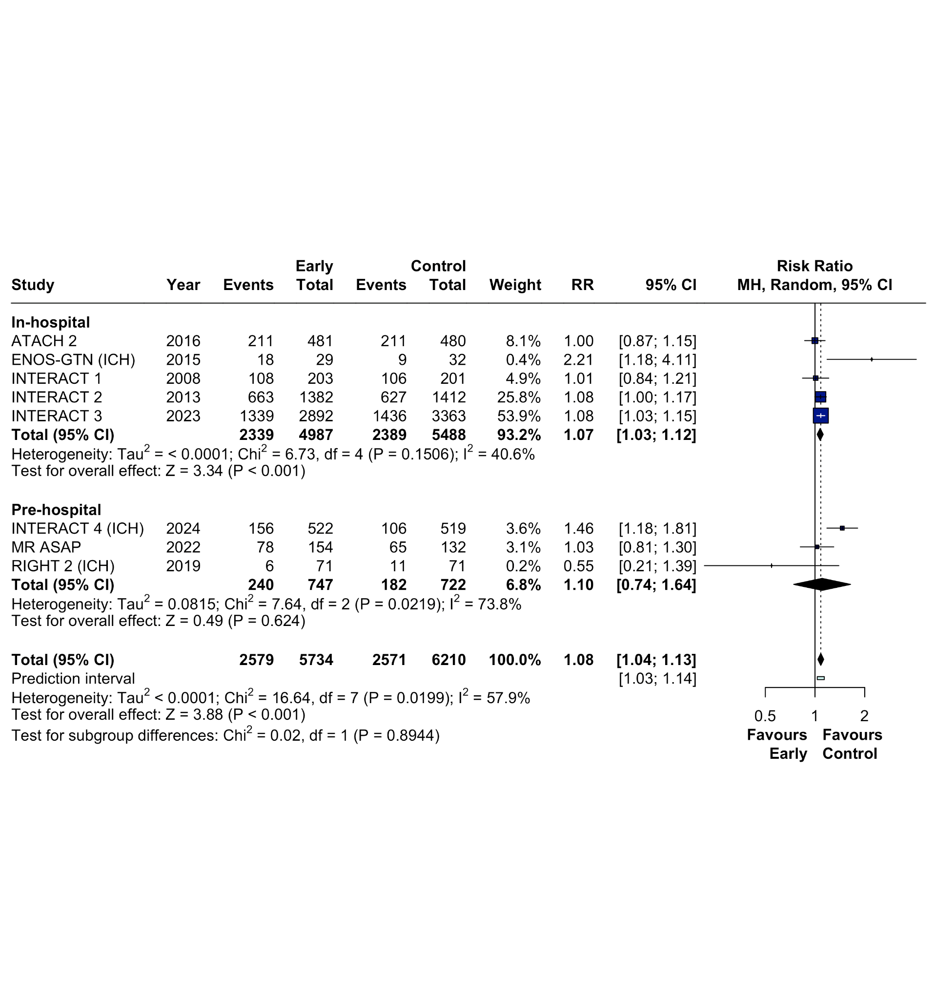 Early Control Risk Ratio
Study Year Events Total Events Total Weight RR 95% CI MH, Random, 95% CI
In-hospital
ATACH 2 2016 211 481 211 480 8.1% 1.00 [0.87; 1.15]
ENOS-GTN (ICH) 2015 18 29 9 32 0.4% 2.21 [1.18; 4.11]
INTERACT 1 2008 108 203 106 201 4.9% 1.01 [0.84; 1.21]
INTERACT 2 2013 663 1382 627 1412 25.8% 1.08 [1.00; 1.17]
INTERACT 3 2023 1339 2892 1436 3363 53.9% 1.08 [1.03; 1.15]
Total (95% CI) 2339 4987 2389 5488 93.2% 1.07 [1.03; 1.12]
Heterogeneity: Tau² = < 0.0001; Chi² = 6.73, df = 4 (P = 0.1506); I² = 40.6%
Test for overall effect: Z = 3.34 (P < 0.001)
Pre-hospital
INTERACT 4 (ICH) 2024 156 522 106 519 3.6% 1.46 [1.18; 1.81]
MR ASAP 2022 78 154 65 132 3.1% 1.03 [0.81; 1.30]
RIGHT 2 (ICH) 2019 6 71 11 71 0.2% 0.55 [0.21; 1.39]
Total (95% CI) 240 747 182 722 6.8% 1.10 [0.74; 1.64]
Heterogeneity: Tau² = 0.0815; Chi² = 7.64, df = 2 (P = 0.0219); I² = 73.8%
Test for overall effect: Z = 0.49 (P = 0.624)
Total (95% CI) 2579 5734 2571 6210 100.0% 1.08 [1.04; 1.13]
Prediction interval [1.03; 1.14]
Heterogeneity: Tau² < 0.0001; Chi² = 16.64, df = 7 (P = 0.0199); I² = 57.9%
Test for overall effect: Z = 3.88 (P < 0.001)
Test for subgroup differences: Chi² = 0.02, df = 1 (P = 0.8944)
0.5 1 2
Favours Favours
Early Control